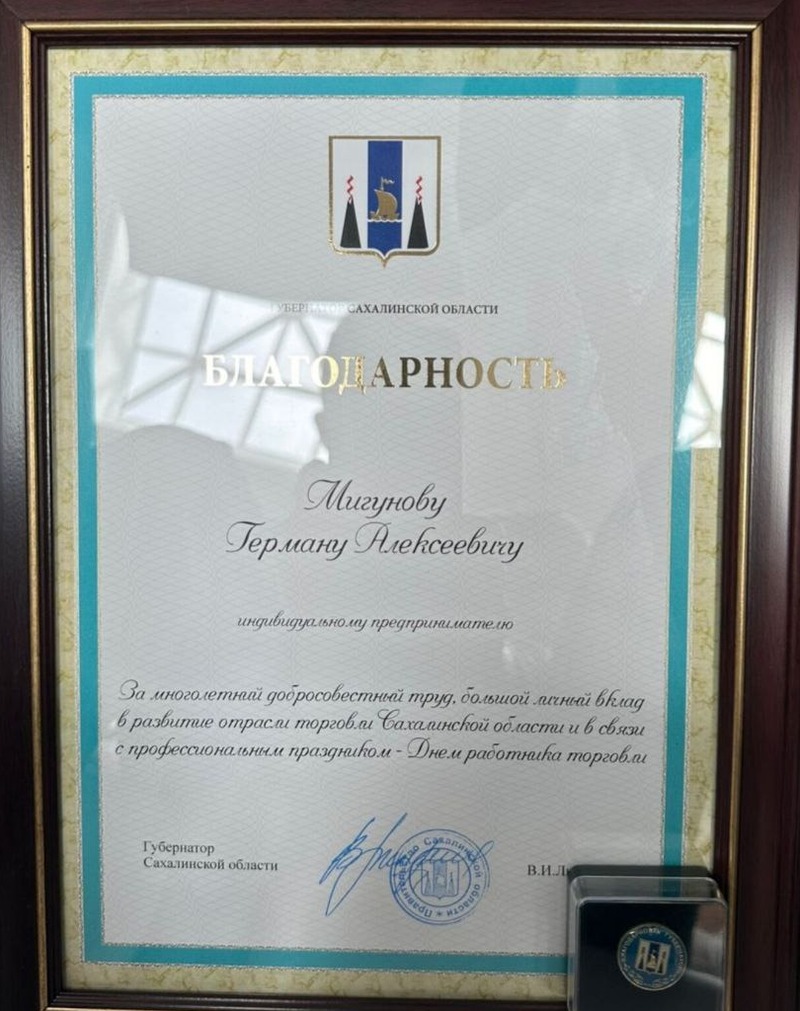 ГУБЕРНАТОР САХАЛИНСКОЙ ОБЛАСТИ
БЛАГОДАРНОСТЬ
Мигунову
Герману Алексеевичу
индивидуальному предпринимателю
За многолетний добросовестный труд, большой личный вклад
в развитие отрасли торговли Сахалинской области и в связи
с профессиональным праздником - Днем работника торговли
Губернатор
Сахалинской области
Правительство Сахалинской области
В.И.Л